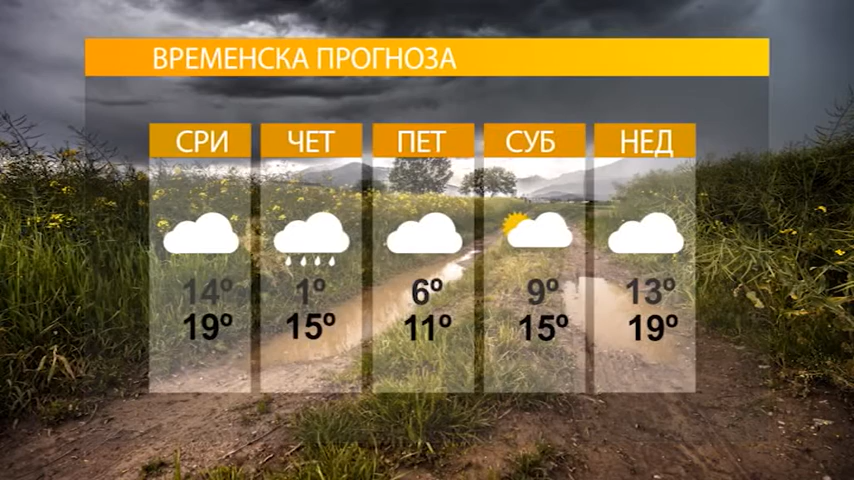 ВРЕМЕНСКА ПРОГНОЗА
СРИ ЧЕТ ПЕТ СУБ НЕД
14º 1º 6º 9º 13º
19º 15º 11º 15º 19º